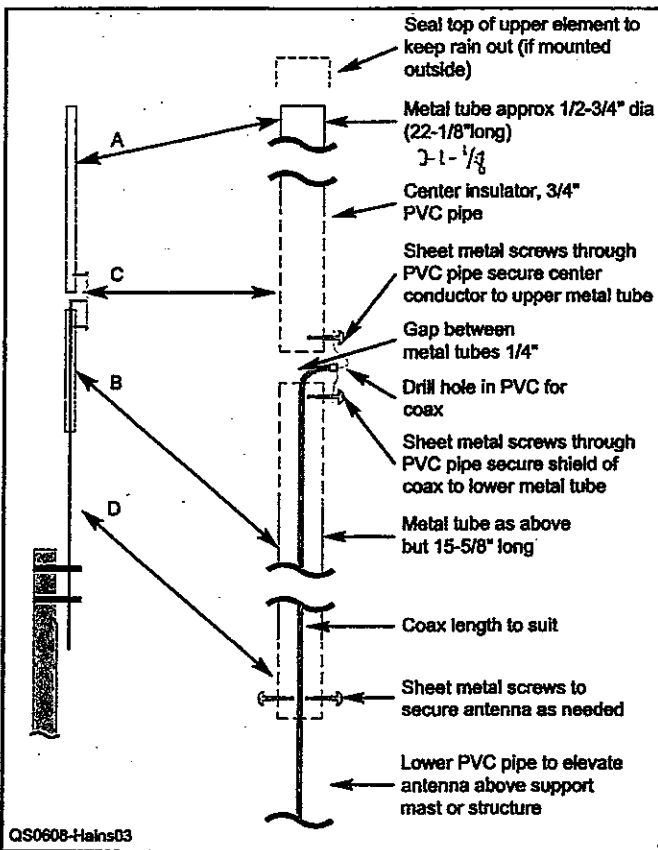 Seal top of upper element to
keep rain out (if mounted
outside)
Metal tube approx 1/2-3/4" dia
(22-1/8"long)
Center insulator, 3/4"
PVC pipe
Sheet metal screws through
PVC pipe secure center
conductor to upper metal tube
Gap between
metal tubes 1/4"
Drill hole in PVC for
coax
Sheet metal screws through
PVC pipe secure shield of
coax to lower metal tube
Metal tube as above
but 15-5/8" long
Coax length to suit
Sheet metal screws to
secure antenna as needed
Lower PVC pipe to elevate
antenna above support
mast or structure
A
C
B
D
QS0608-Hains03